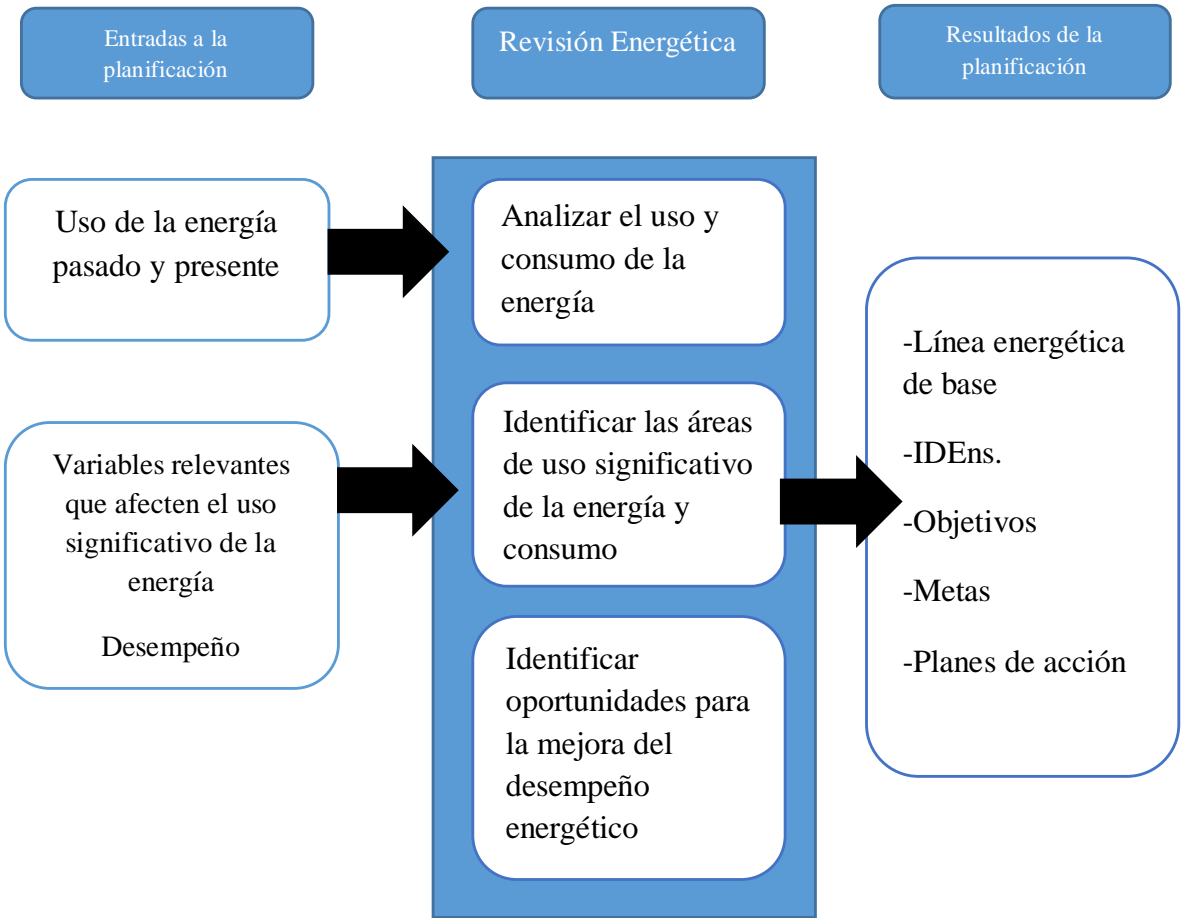 Entradas a la
planificación
Revisión Energética
Resultados de la
planificación
Uso de la energía
pasado y presente
Variables relevantes
que afecten el uso
significativo de la
energía
Desempeño
Analizar el uso y
consumo de la
energía
Identificar las áreas
de uso significativo
de la energía y
consumo
Identificar
oportunidades para
la mejora del
desempeño
energético
-Línea energética
de base
-IDEns.
-Objetivos
-Metas
-Planes de acción